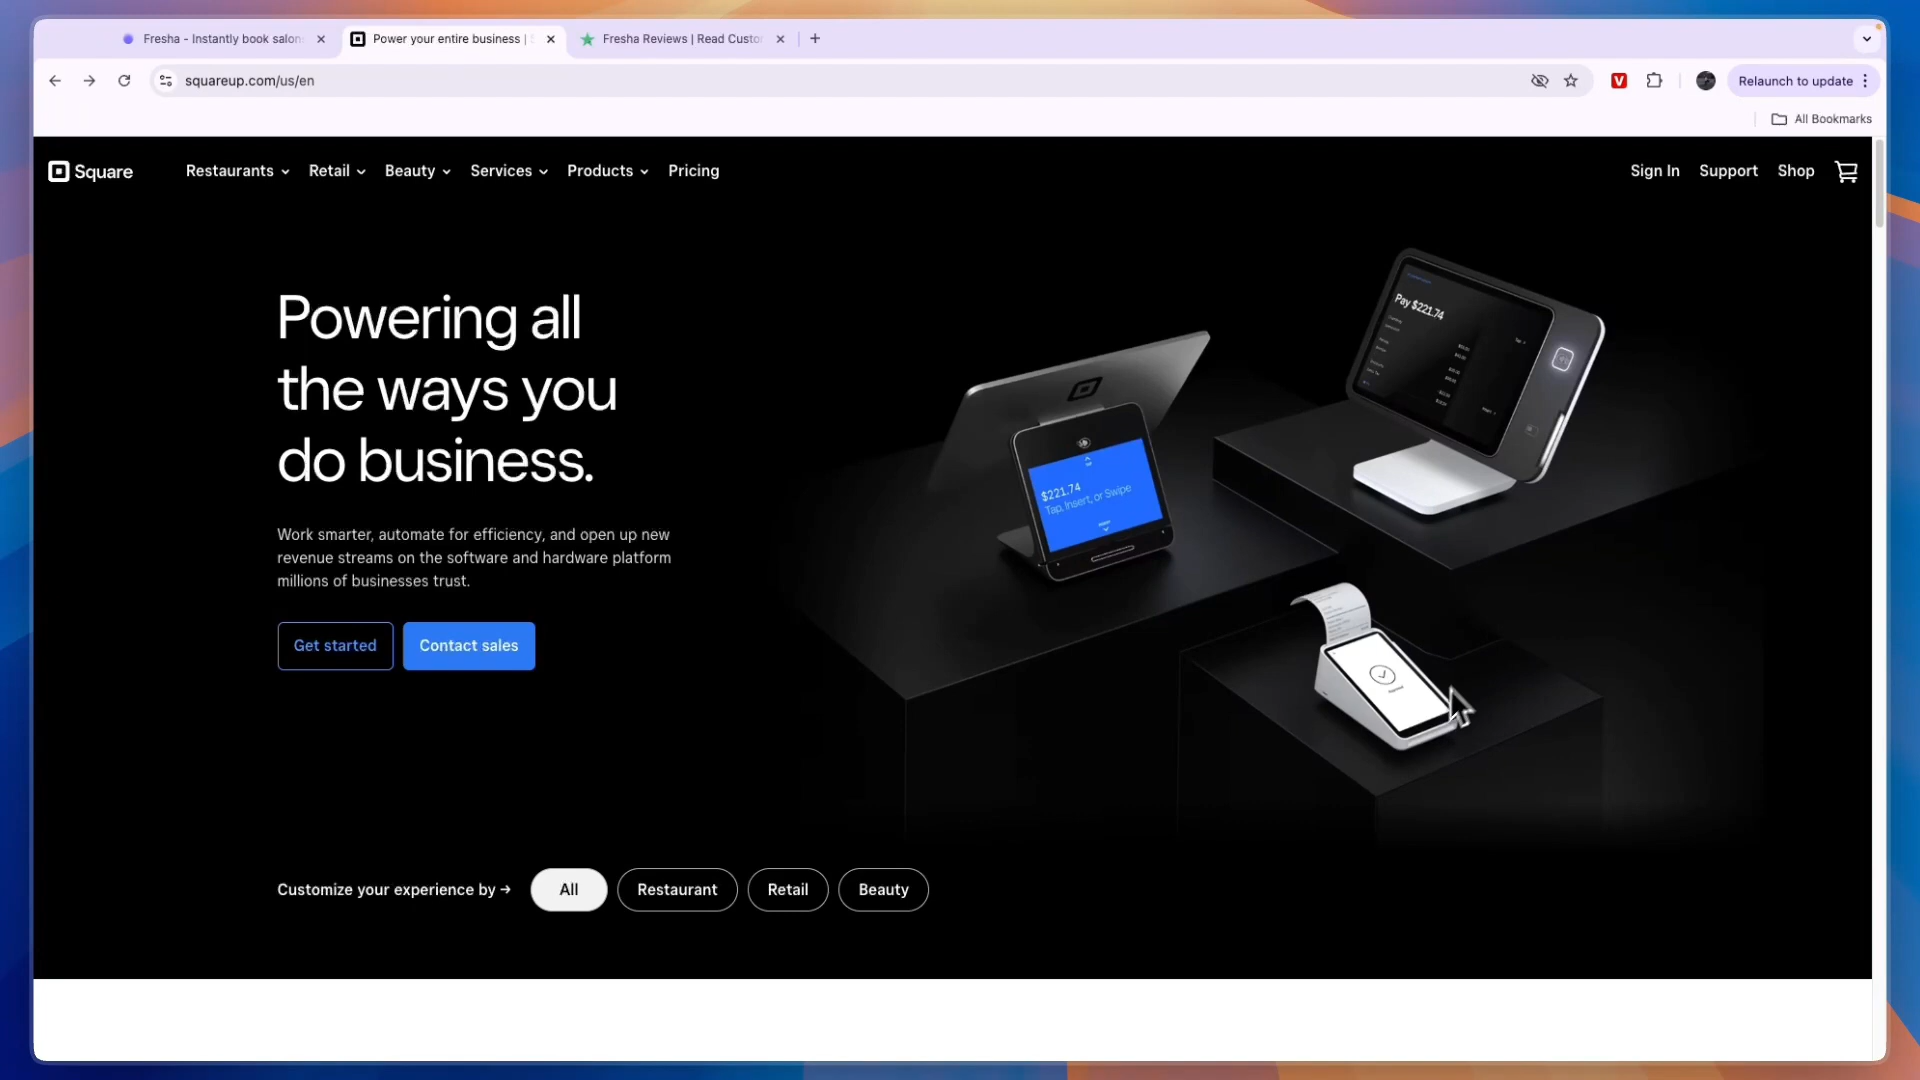 Fresha - Instantly book salon
Power your entire business |
Fresha Reviews | Read Custo
squareup.com/us/en
Relaunch to update
All Bookmarks
Square
Restaurants
Retail
Beauty
Services
Products
Pricing
Sign In
Support
Shop
Powering all
the ways you
do business.
Work smarter, automate for efficiency, and open up new
revenue streams on the software and hardware platform
millions of businesses trust.
Get started
Contact sales
Pay $221.74
$221.74
Tap, Insert, or Swipe
Customize your experience by →
All
Restaurant
Retail
Beauty